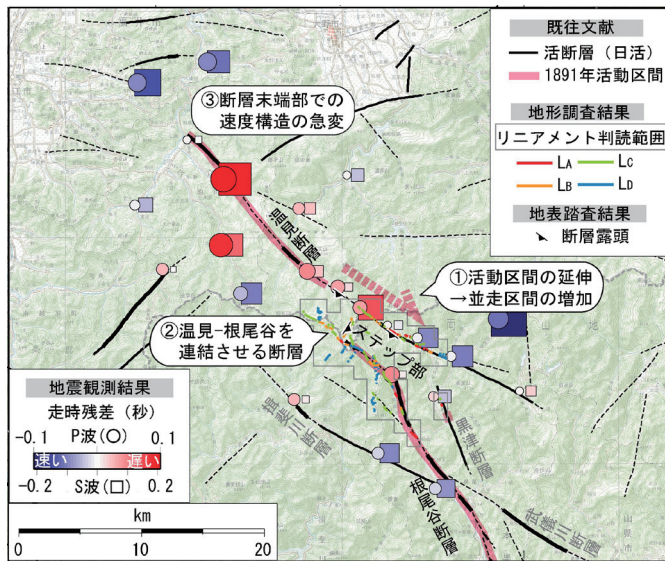 既往文献
活断層（日活）
1891年活動区間
地形調査結果
リニアメント判読範囲
LA
LC
LB
LD
地表踏査結果
断層露頭
③断層末端部での
速度構造の急変
温見断層
①活動区間の延伸
→並走区間の増加
②温見-根尾谷を
連結させる断層
ステップ部
黒津断層
揖斐川断層
根尾谷断層
武儀川断層
地震観測結果
走時残差（秒）
-0.1 P波(○) 0.1
速い 遅い
-0.2 S波(□) 0.2
km
0 10 20